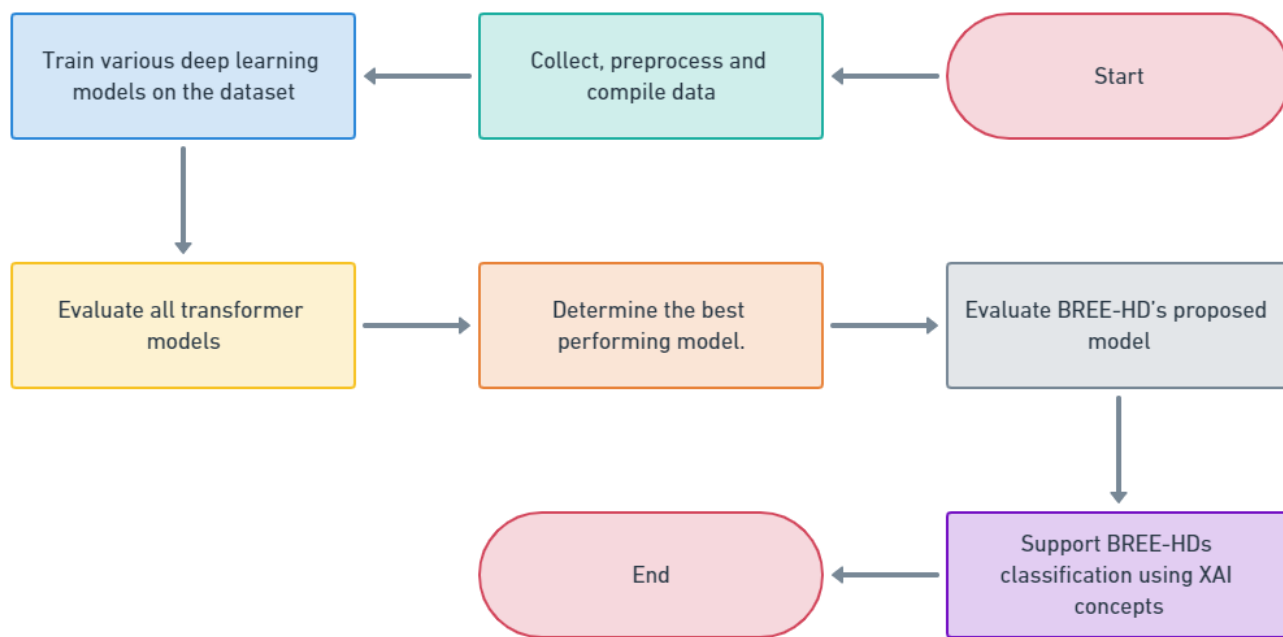 Start
Collect, preprocess and
compile data
Train various deep learning
models on the dataset
Evaluate all transformer
models
Determine the best
performing model.
Evaluate BREE-HD’s proposed
model
Support BREE-HDs
classification using XAI
concepts
End